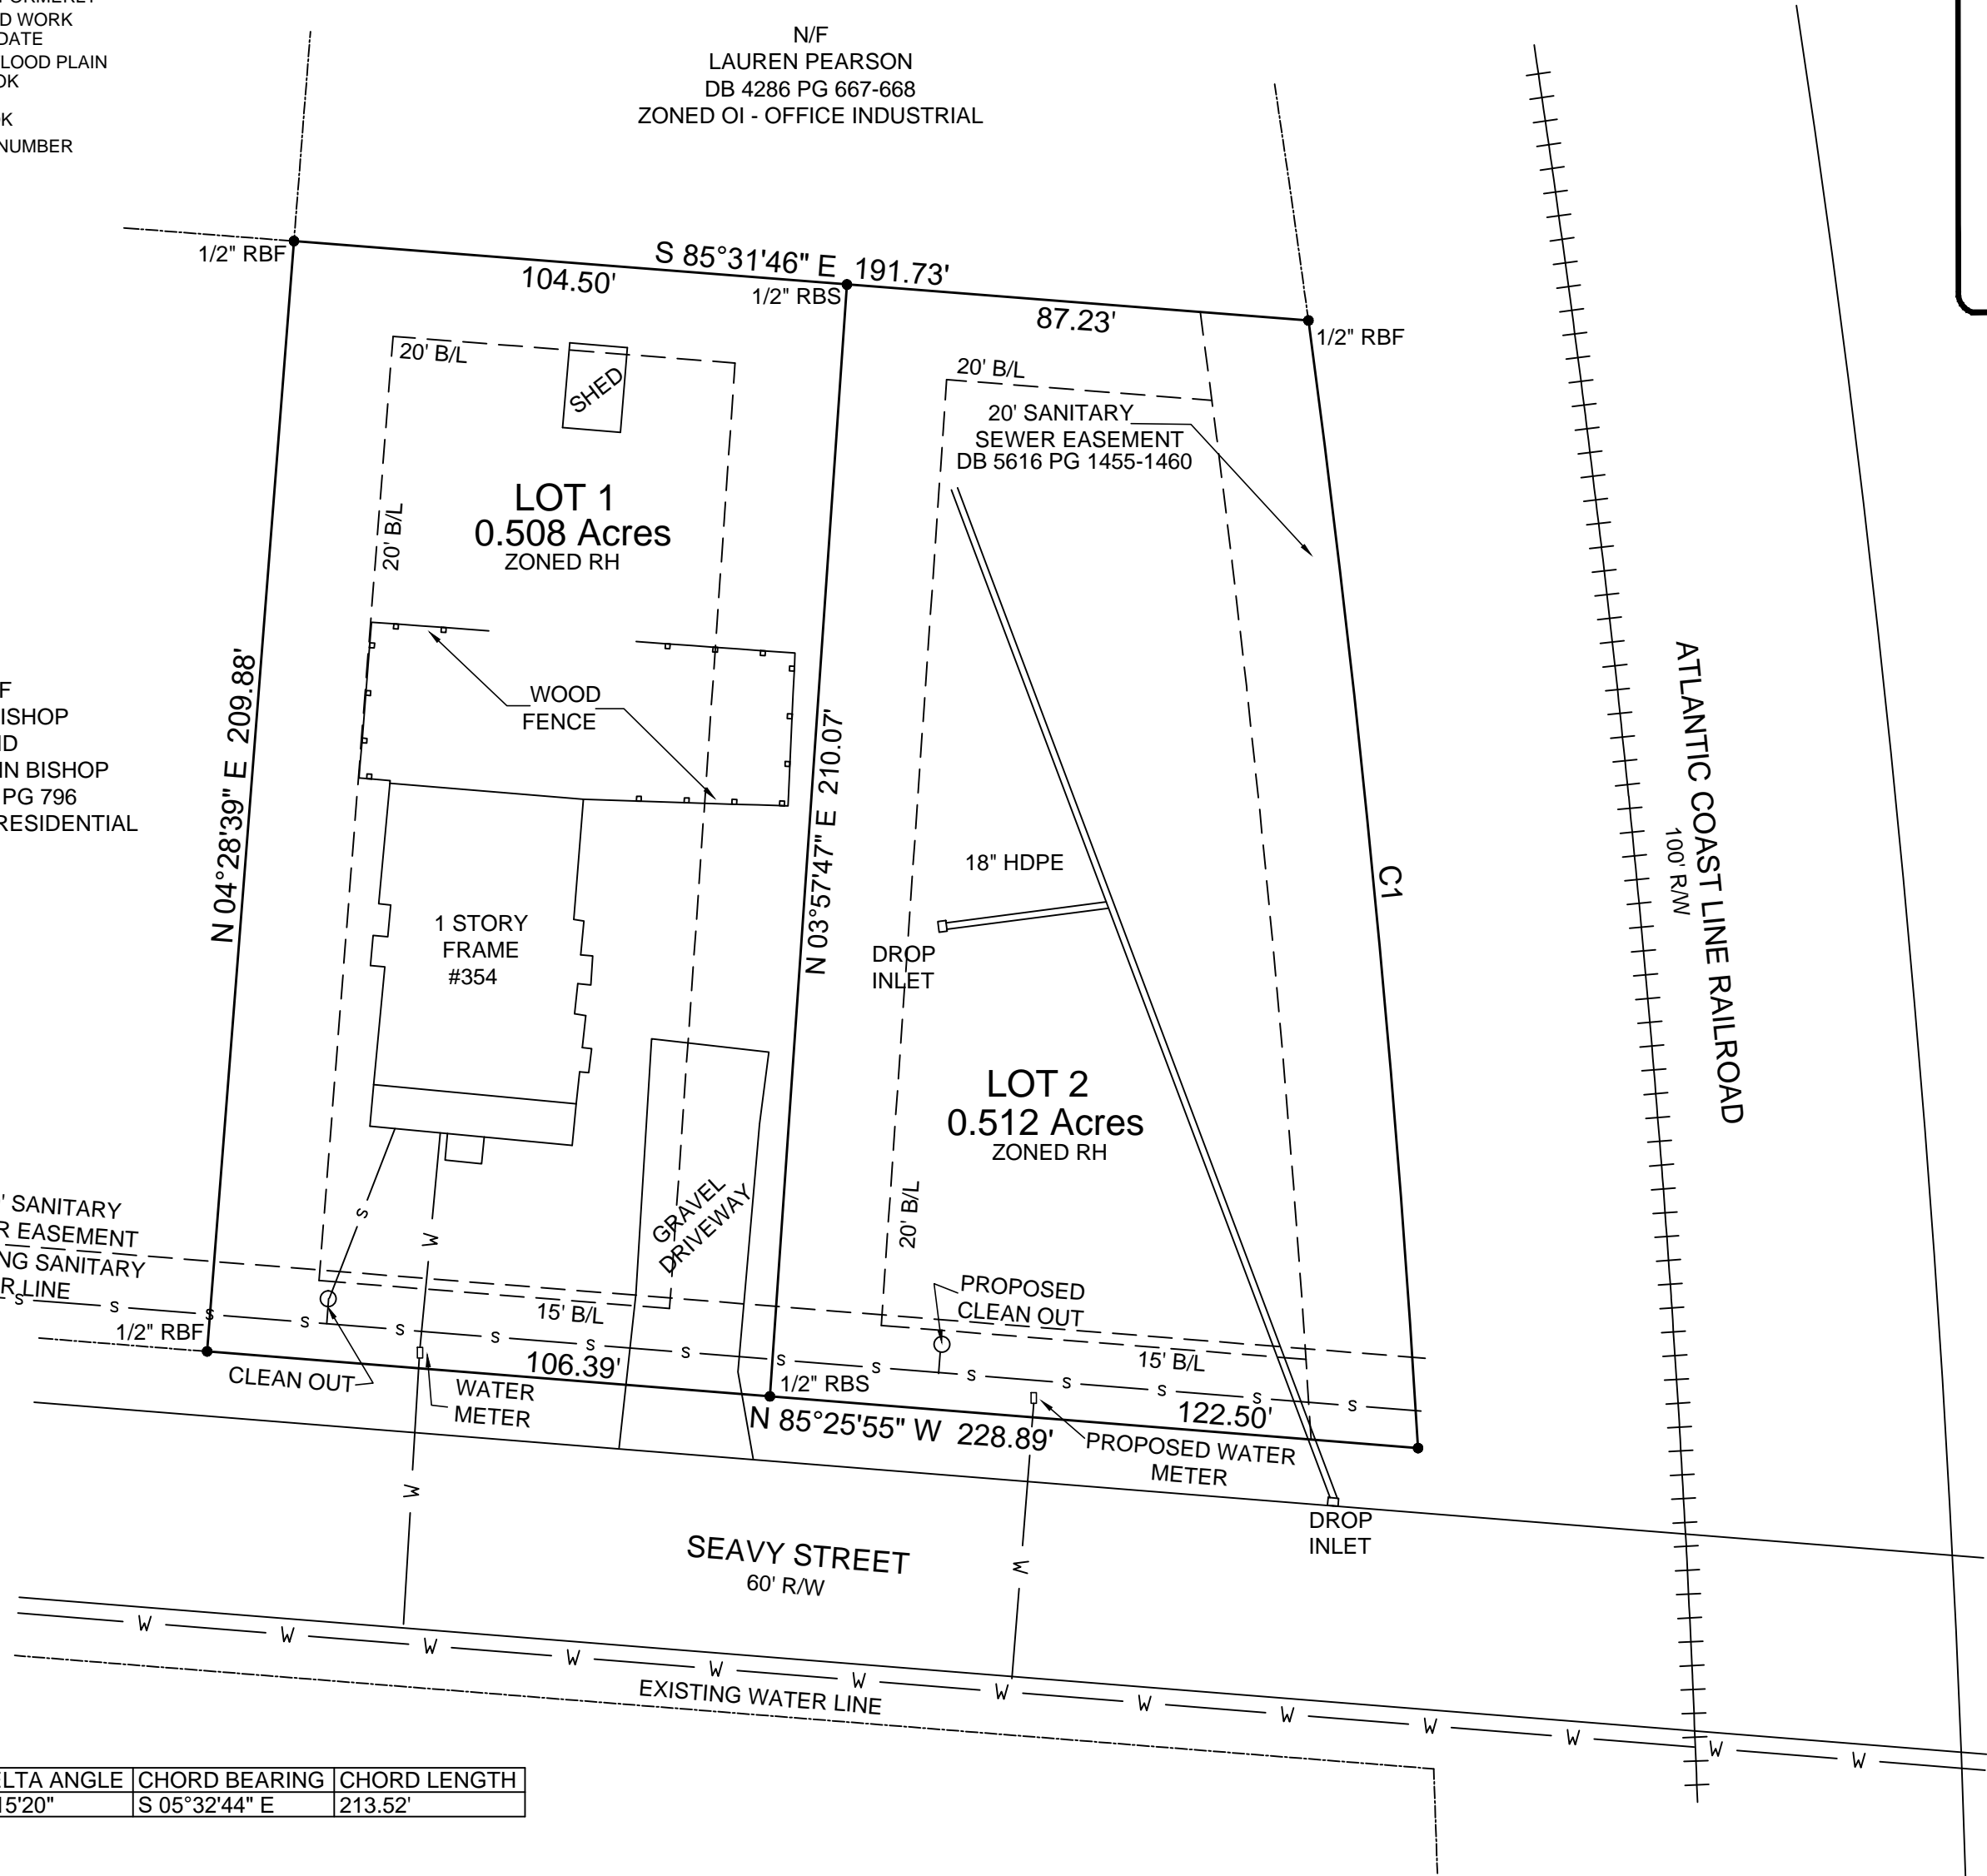 D WORK
DATE
LOOD PLAIN
OK
OK
NUMBER
N/F
LAUREN PEARSON
DB 4286 PG 667-668
ZONED OI - OFFICE INDUSTRIAL
1/2" RBF
S 85°31'46" E 191.73'
104.50'
1/2" RBS
87.23'
1/2" RBF
20' B/L
SHED
20' B/L
20' SANITARY
SEWER EASEMENT
DB 5616 PG 1455-1460
LOT 1
0.508 Acres
ZONED RH
20' B/L
N 04°28'39" E 209.88'
WOOD
FENCE
F
ISHOP
ND
IN BISHOP
PG 796
RESIDENTIAL
N 03°57'47" E 210.07'
18" HDPE
DROP
INLET
C1
ATLANTIC COAST LINE RAILROAD
100' R/W
1 STORY
FRAME
#354
LOT 2
0.512 Acres
ZONED RH
20' B/L
GRAVEL
DRIVEWAY
' SANITARY
R EASEMENT
NG SANITARY
R LINE
S
W
1/2" RBF
15' B/L
PROPOSED
CLEAN OUT
15' B/L
S S S S S S S S S S S S S S S
CLEAN OUT
WATER
METER
106.39'
1/2" RBS
122.50'
N 85°25'55" W 228.89'
PROPOSED WATER
METER
DROP
INLET
W
W
SEAVY STREET
60' R/W
W W W W W W W W W W W W W
EXISTING WATER LINE
LTA ANGLE CHORD BEARING CHORD LENGTH
15'20" S 05°32'44" E 213.52'